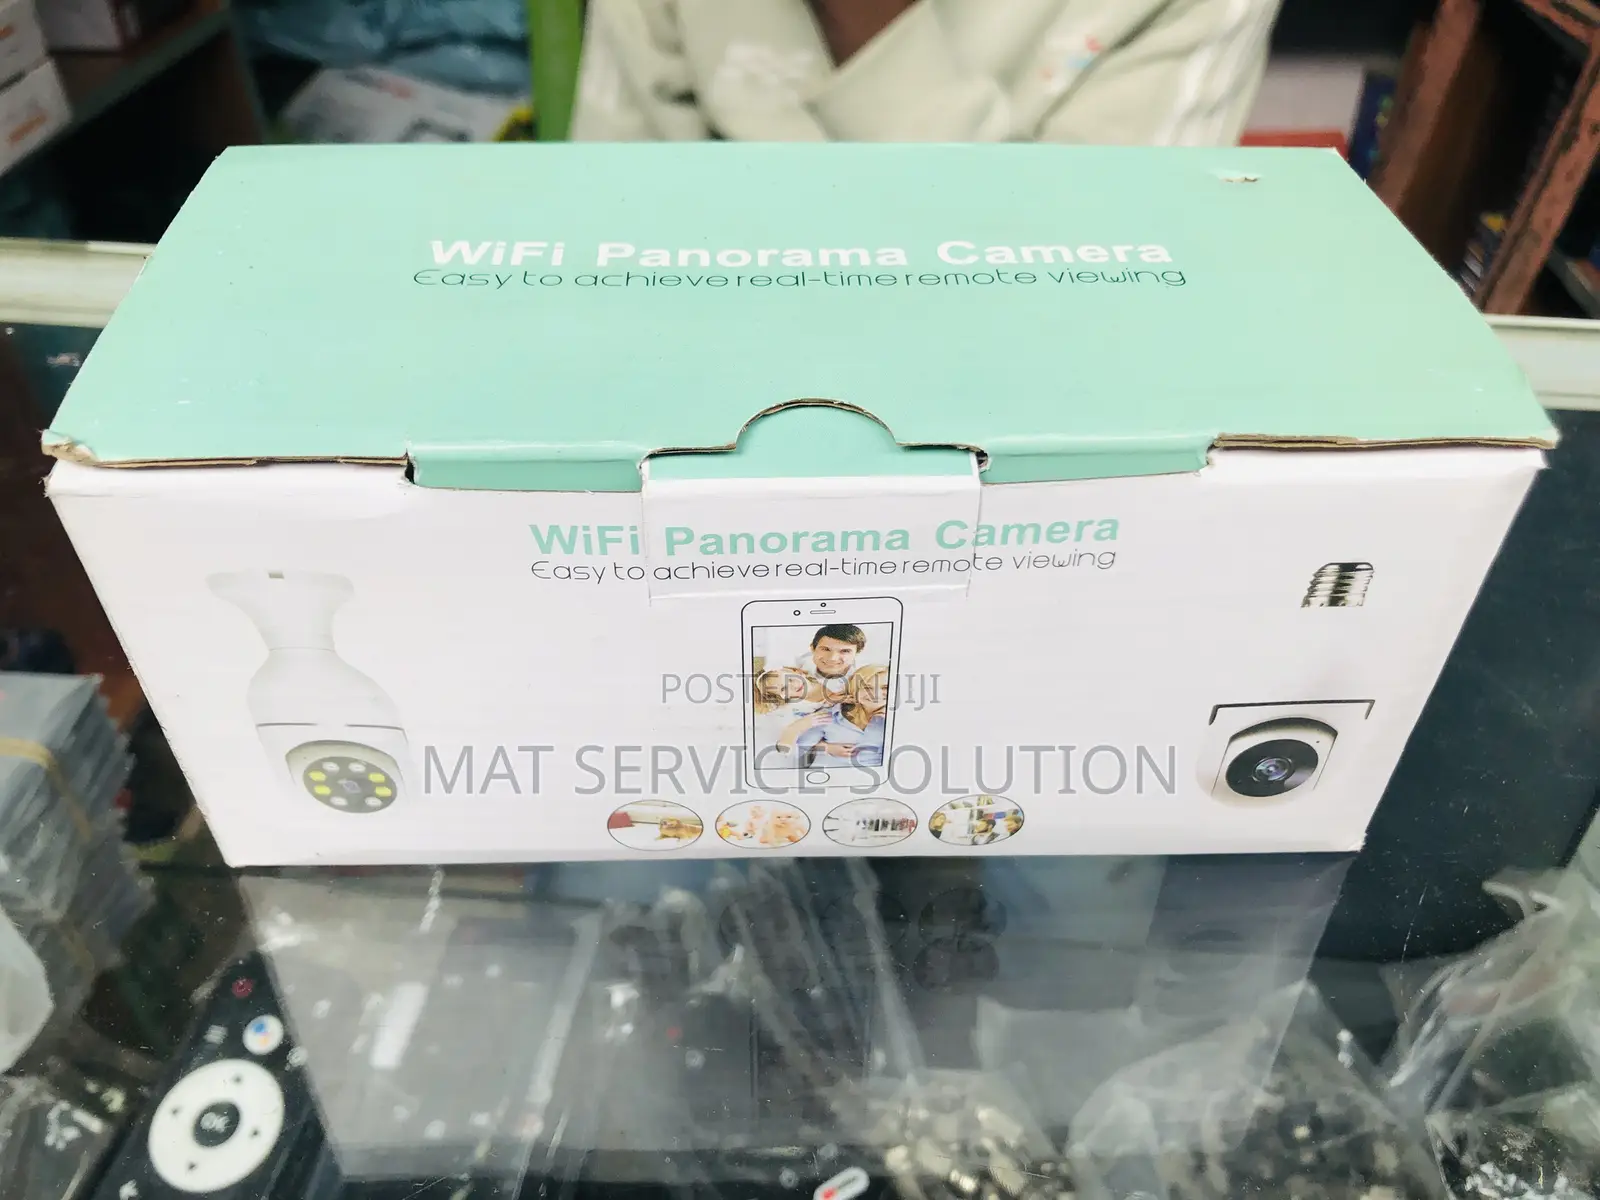 WiFi Panorama Camera
Easy to achieve real-time remote viewing
WiFi Panorama Camera
Easy to achieve real-time remote viewing
POSTED ON JIJI
MAT SERVICE SOLUTION
OK